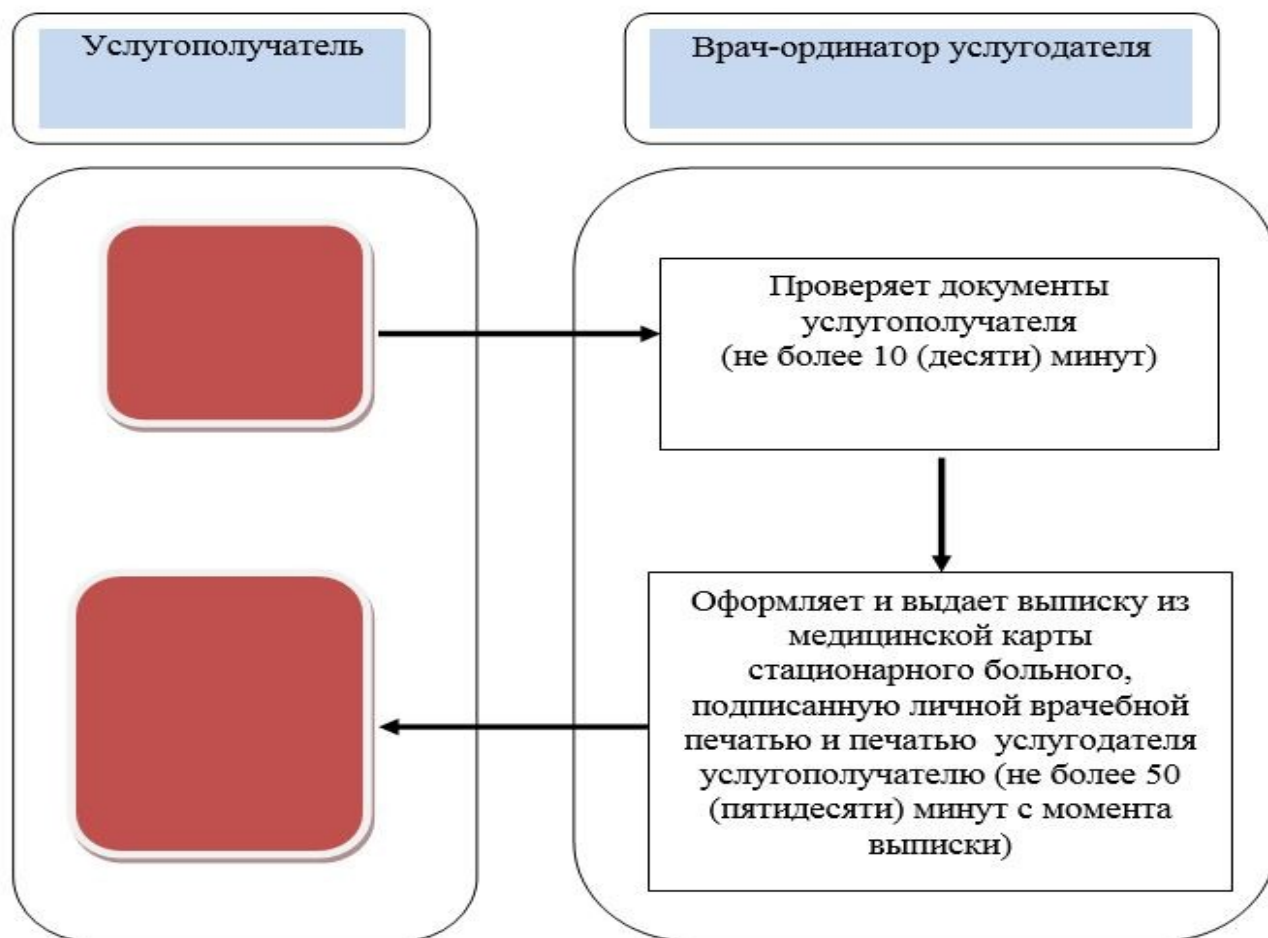 Услугополучатель
Врач-ординатор услугодателя
Проверяет документы
услугополучателя
(не более 10 (десяти) минут)
Оформляет и выдает выписку из
медицинской карты
стационарного больного,
подписанную личной врачебной
печатью и печатью услугодателя
услугополучателю (не более 50
(пятидесяти) минут с момента
выписки)